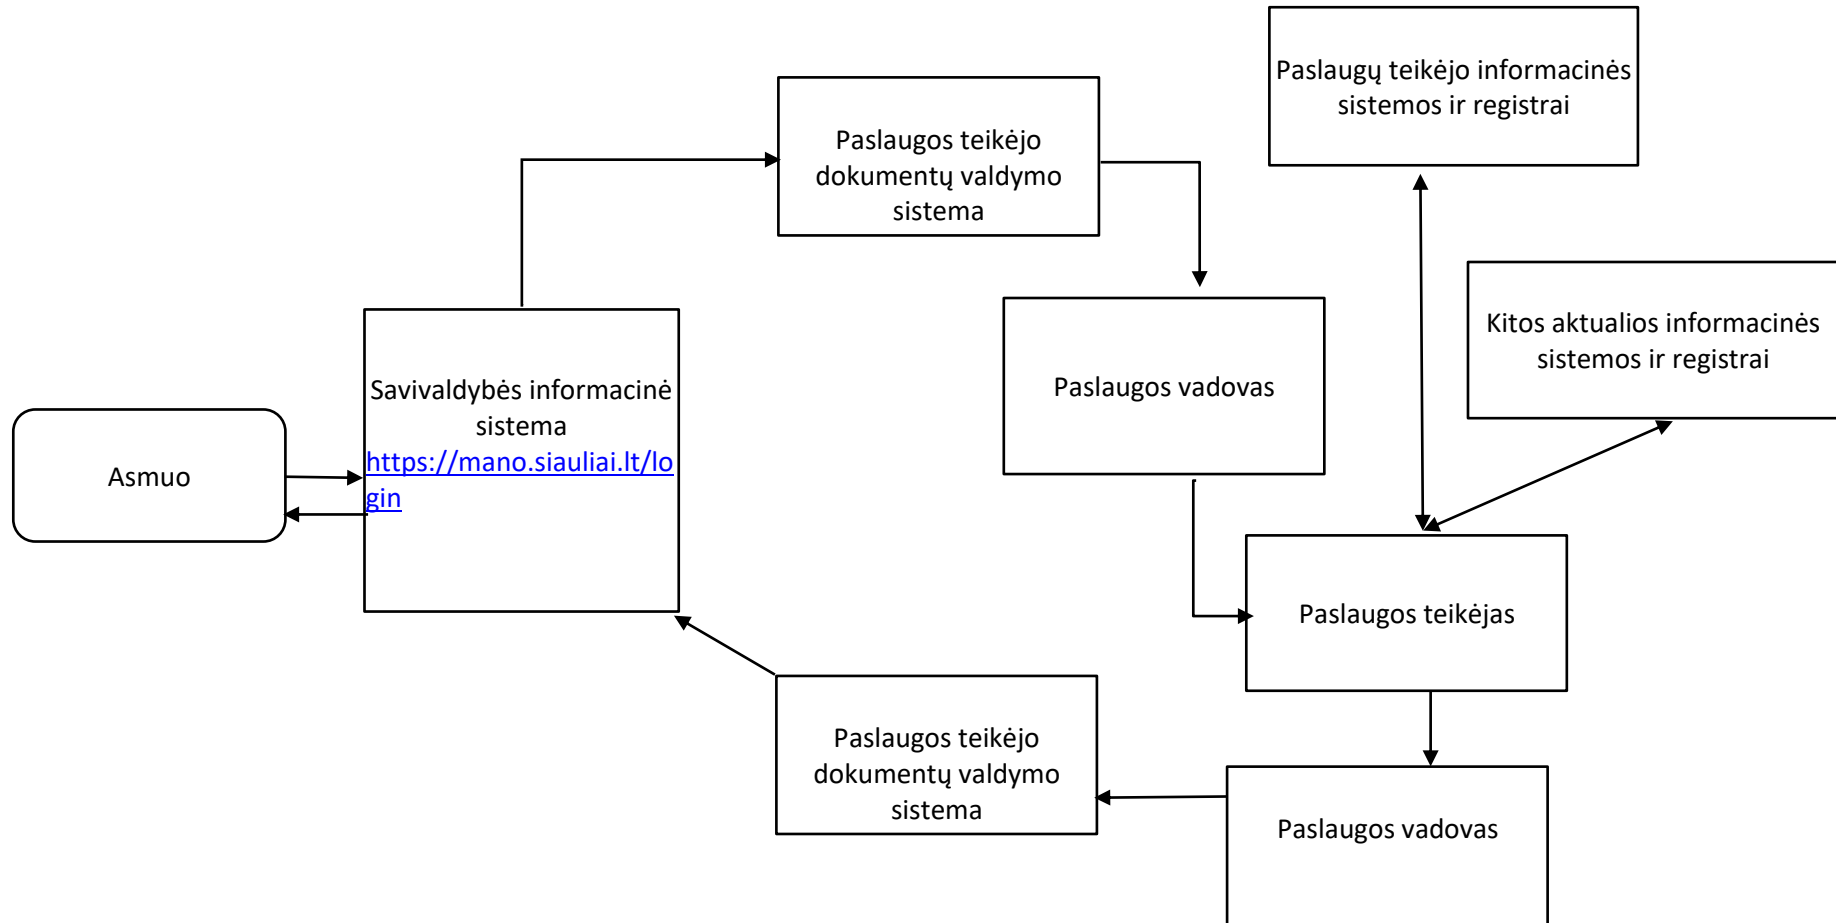 Paslaugų teikėjo informacinės
sistemos ir registrai
Paslaugos teikėjo
dokumentų valdymo
sistema
Kitos aktualios informacinės
sistemos ir registrai
Paslaugos vadovas
Savivaldybės informacinė
sistema
https://mano.siauliai.lt/lo
gin
Asmuo
Paslaugos teikėjas
Paslaugos teikėjo
dokumentų valdymo
sistema
Paslaugos vadovas